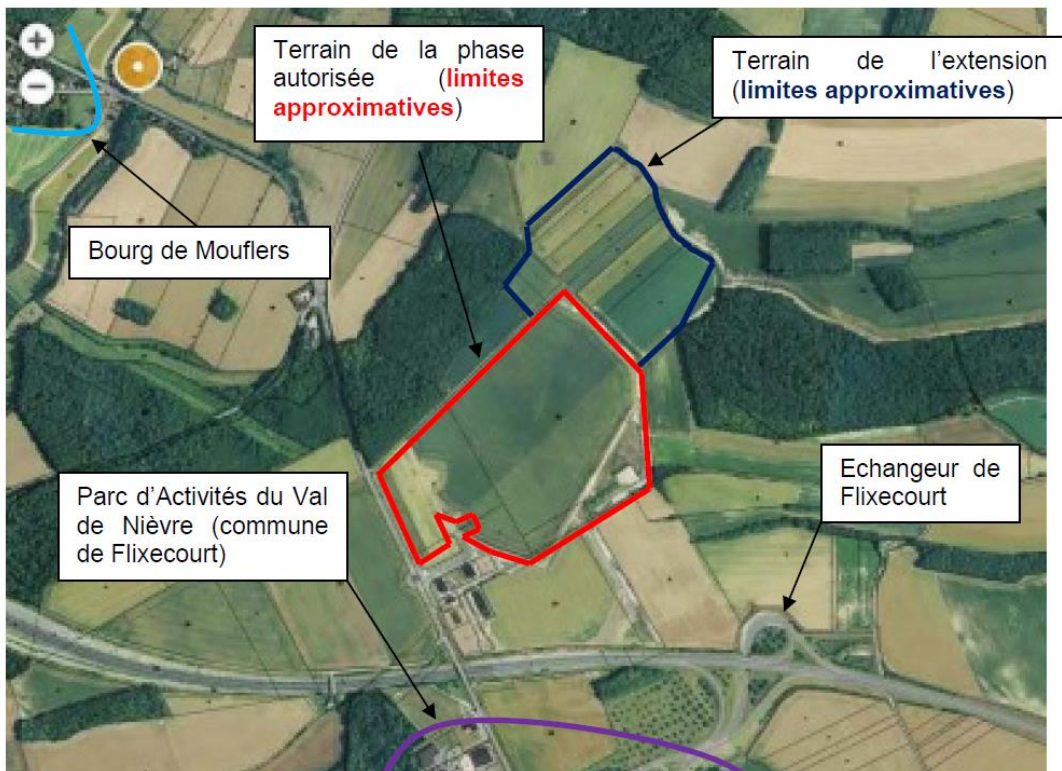 Terrain de la phase
autorisée (limites
approximatives)
Terrain de l'extension
(limites approximatives)
Bourg de Mouflers
Parc d'Activités du Val
de Nièvre (commune
de Flixecourt)
Echangeur de
Flixecourt